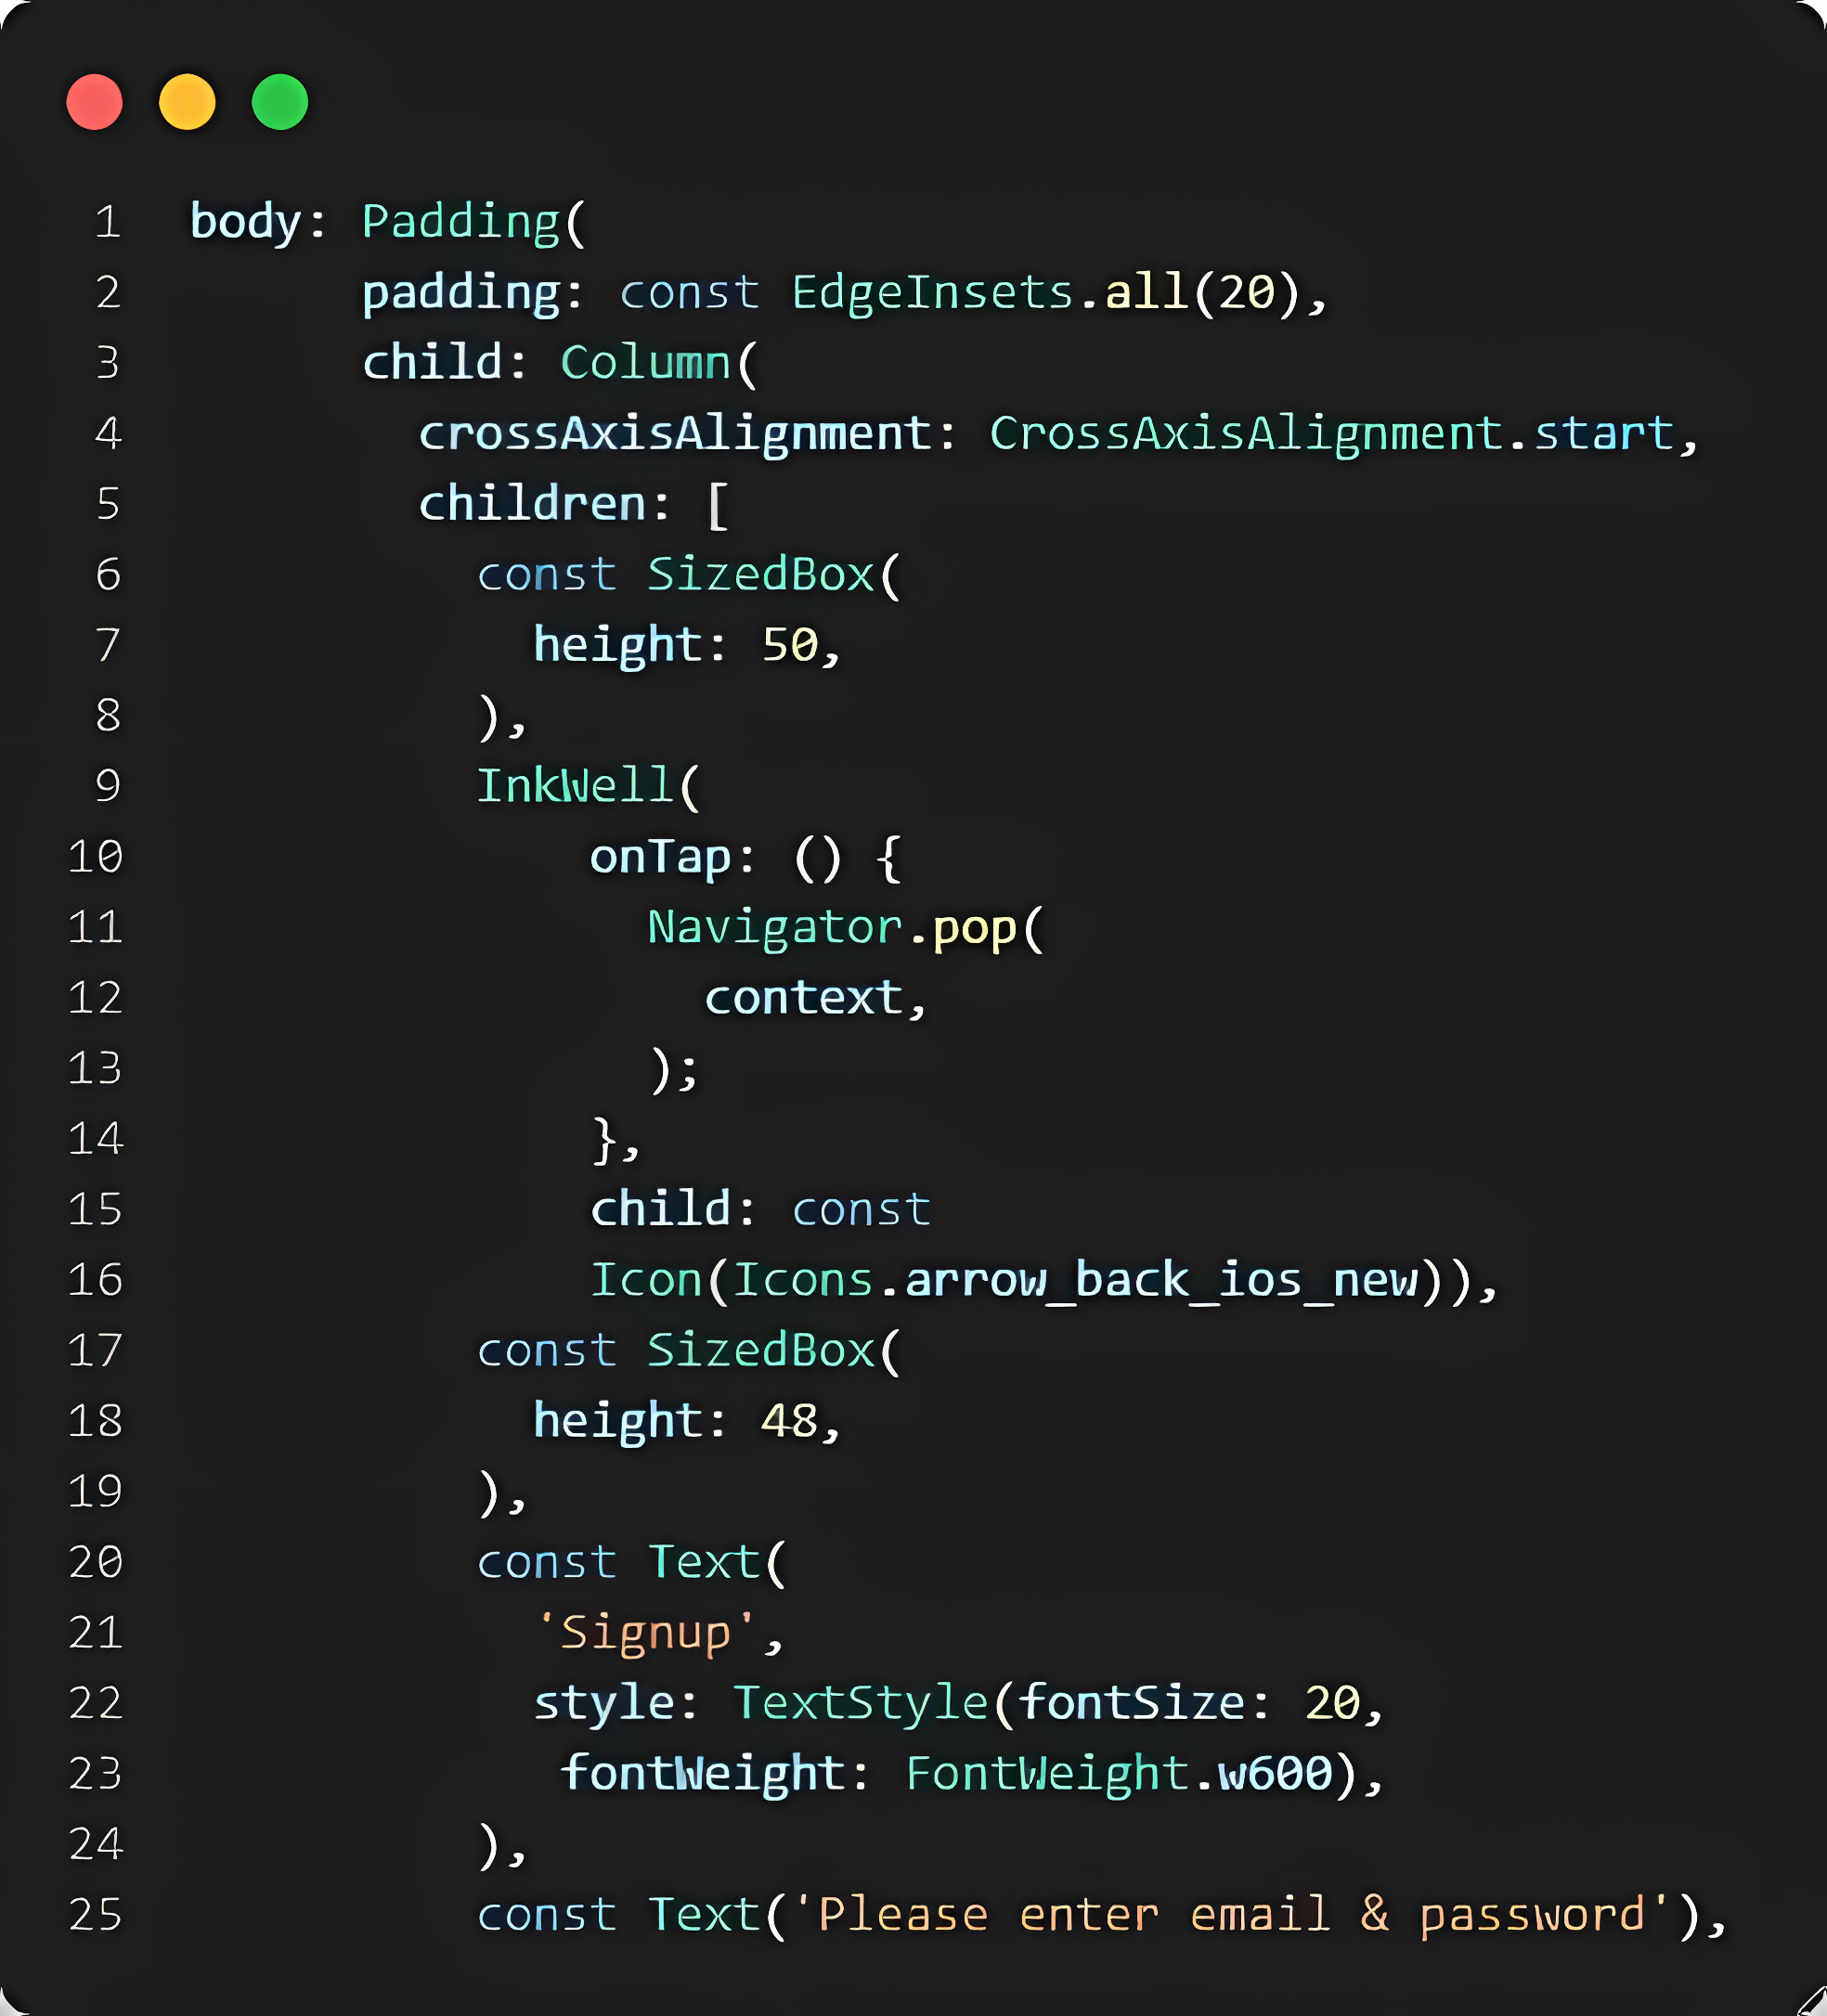 1 body: Padding(
2 padding: const EdgeInsets.all(20),
3 child: Column(
4 crossAxisAlignment: CrossAxisAlignment.start,
5 children: [
6 const SizedBox(
7 height: 50,
8 ),
9 InkWell(
10 onTap: () {
11 Navigator.pop(
12 context,
13 );
14 },
15 child: const
16 Icon(Icons.arrow_back_ios_new)),
17 const SizedBox(
18 height: 48,
19 ),
20 const Text(
21 'Signup',
22 style: TextStyle(fontSize: 20,
23 fontWeight: FontWeight.w600),
24 ),
25 const Text('Please enter email & password'),